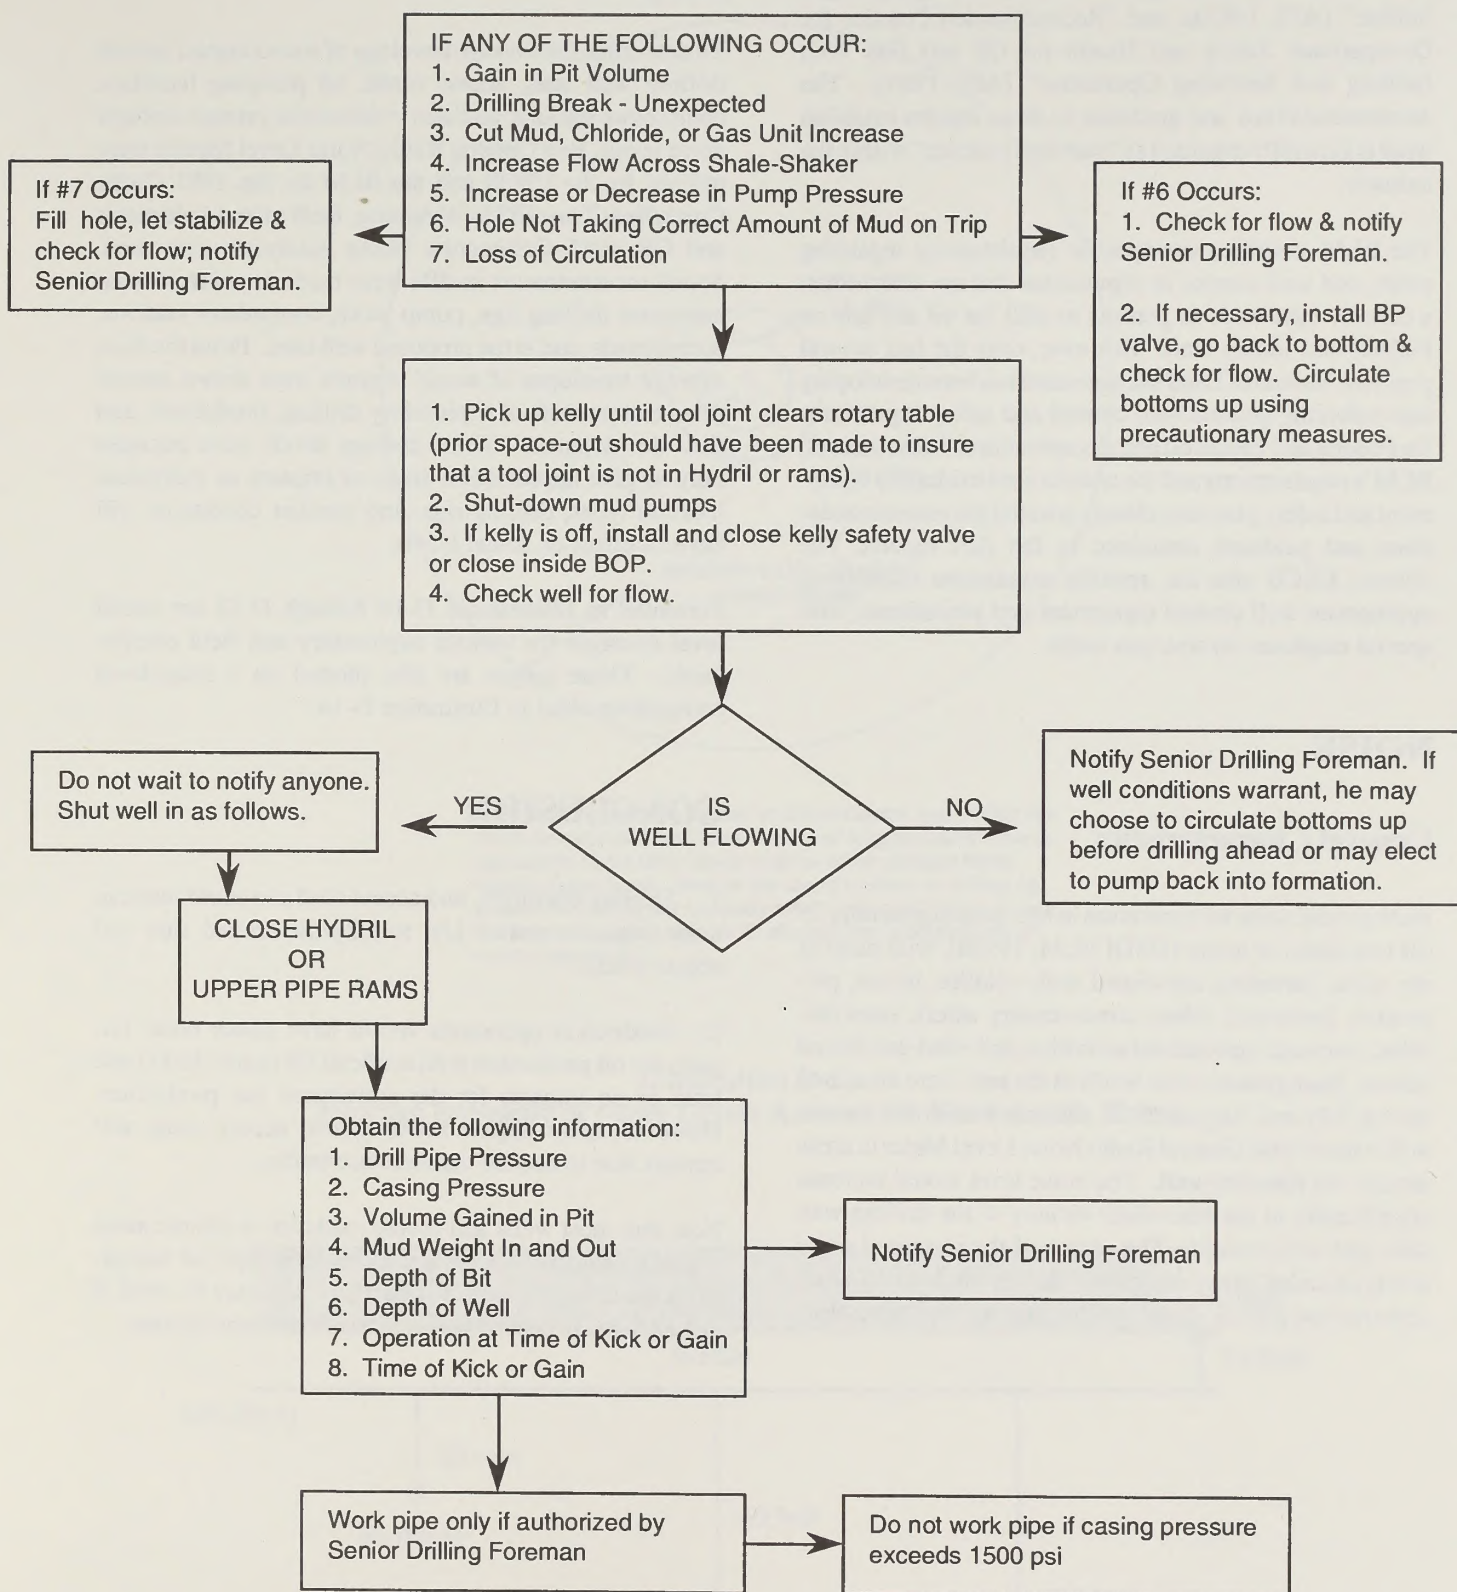 IF ANY OF THE FOLLOWING OCCUR:
1. Gain in Pit Volume
2. Drilling Break - Unexpected
3. Cut Mud, Chloride, or Gas Unit Increase
4. Increase Flow Across Shale-Shaker
5. Increase or Decrease in Pump Pressure
6. Hole Not Taking Correct Amount of Mud on Trip
7. Loss of Circulation
If #7 Occurs:
Fill hole, let stabilize &
check for flow; notify
Senior Drilling Foreman.
If #6 Occurs:
1. Check for flow & notify
Senior Drilling Foreman.
2. If necessary, install BP
valve, go back to bottom &
check for flow. Circulate
bottoms up using
precautionary measures.
1. Pick up kelly until tool joint clears rotary table
(prior space-out should have been made to insure
that a tool joint is not in Hydril or rams).
2. Shut-down mud pumps
3. If kelly is off, install and close kelly safety valve
or close inside BOP.
4. Check well for flow.
IS
WELL FLOWING
YES
NO
Do not wait to notify anyone.
Shut well in as follows.
Notify Senior Drilling Foreman. If
well conditions warrant, he may
choose to circulate bottoms up
before drilling ahead or may elect
to pump back into formation.
CLOSE HYDRIL
OR
UPPER PIPE RAMS
Obtain the following information:
1. Drill Pipe Pressure
2. Casing Pressure
3. Volume Gained in Pit
4. Mud Weight In and Out
5. Depth of Bit
6. Depth of Well
7. Operation at Time of Kick or Gain
8. Time of Kick or Gain
Notify Senior Drilling Foreman
Work pipe only if authorized by
Senior Drilling Foreman
Do not work pipe if casing pressure
exceeds 1500 psi